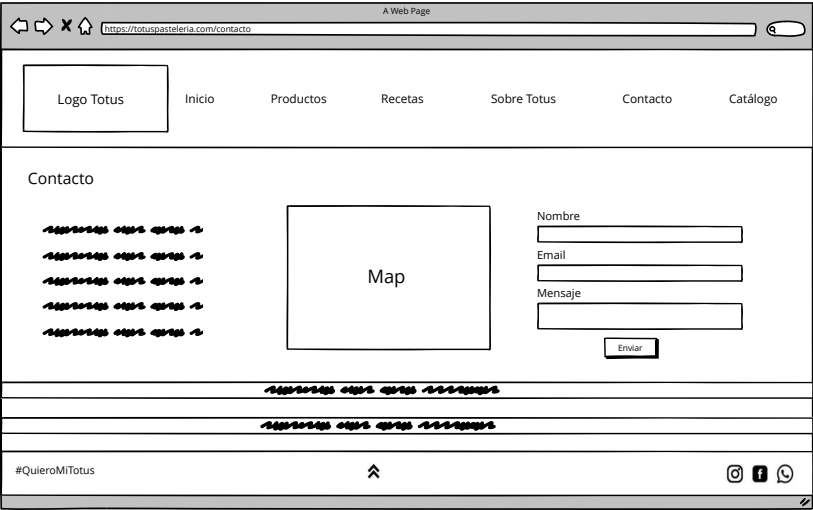 A Web Page
https://totuspasteleria.com/contacto
Logo Totus Inicio Productos Recetas Sobre Totus Contacto Catálogo
Contacto
Map
Nombre
Email
Mensaje
Enviar
#QuieroMiTotus